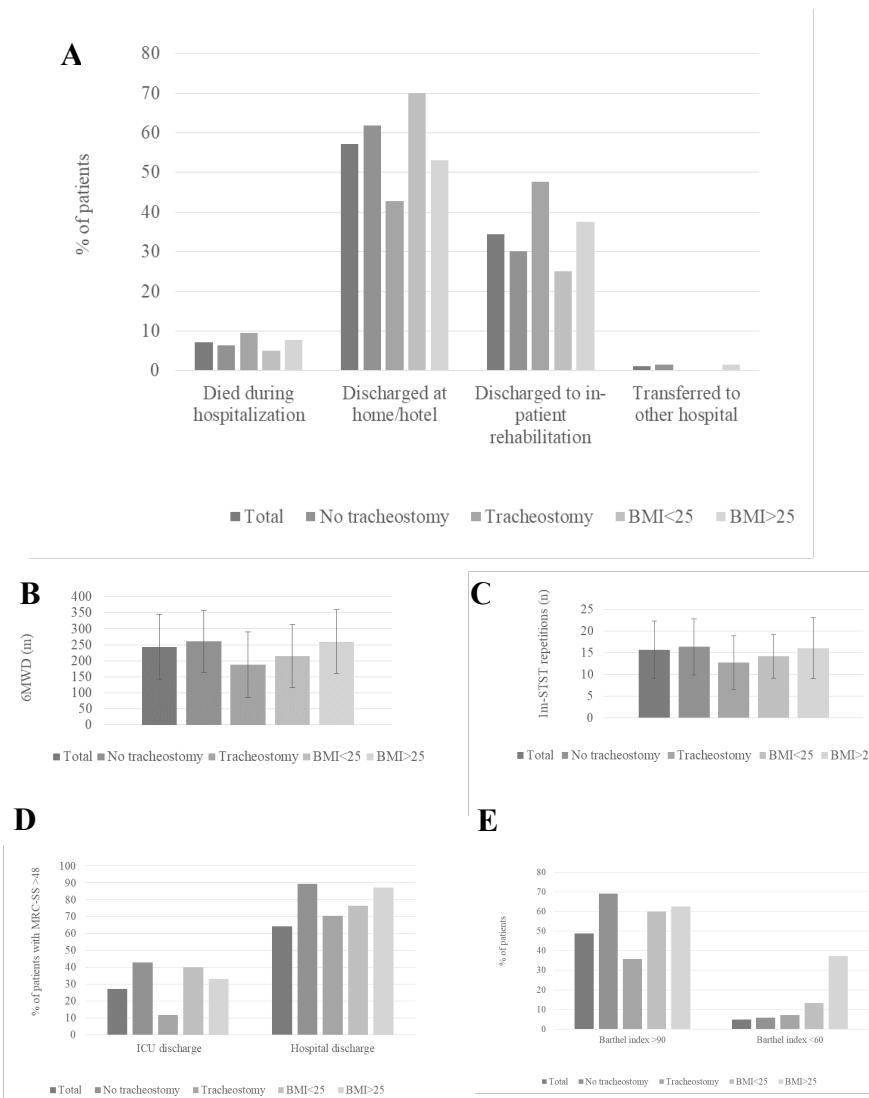 A
% of patients
80
70
60
50
40
30
20
10
0
Died during hospitalization
Discharged at home/hotel
Discharged to in-patient rehabilitation
Transferred to other hospital
Total No tracheostomy Tracheostomy BMI<25 BMI>25
B
6MWD (m)
400
350
300
250
200
150
100
50
0
Total No tracheostomy Tracheostomy BMI<25 BMI>25
C
1m-STST repetitions (n)
25
20
15
10
5
0
Total No tracheostomy Tracheostomy BMI<25 BMI>2
D
% of patients with MRC-SS >48
100
90
80
70
60
50
40
30
20
10
0
ICU discharge Hospital discharge
Total No tracheostomy Tracheostomy BMI<25 BMI>25
E
% of patients
80
70
60
50
40
30
20
10
0
Barthel index >90 Barthel index <60
Total No tracheostomy Tracheostomy BMI<25 BMI>25